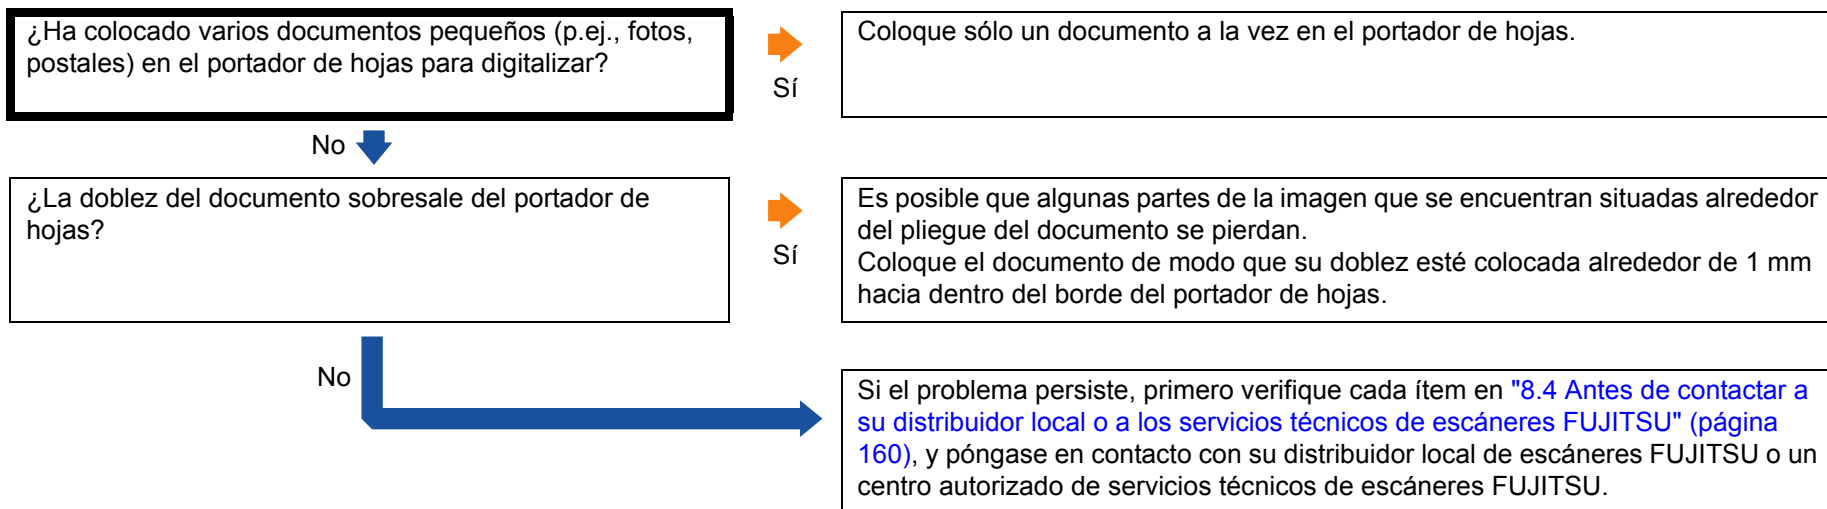 ¿Ha colocado varios documentos pequeños (p.ej., fotos,
postales) en el portador de hojas para digitalizar?
Sí
Coloque sólo un documento a la vez en el portador de hojas.
No
¿La doblez del documento sobresale del portador de
hojas?
Sí
Es posible que algunas partes de la imagen que se encuentran situadas alrededor
del pliegue del documento se pierdan.
Coloque el documento de modo que su doblez esté colocada alrededor de 1 mm
hacia dentro del borde del portador de hojas.
No
Si el problema persiste, primero verifique cada ítem en "8.4 Antes de contactar a
su distribuidor local o a los servicios técnicos de escáneres FUJITSU" (página
160), y póngase en contacto con su distribuidor local de escáneres FUJITSU o un
centro autorizado de servicios técnicos de escáneres FUJITSU.